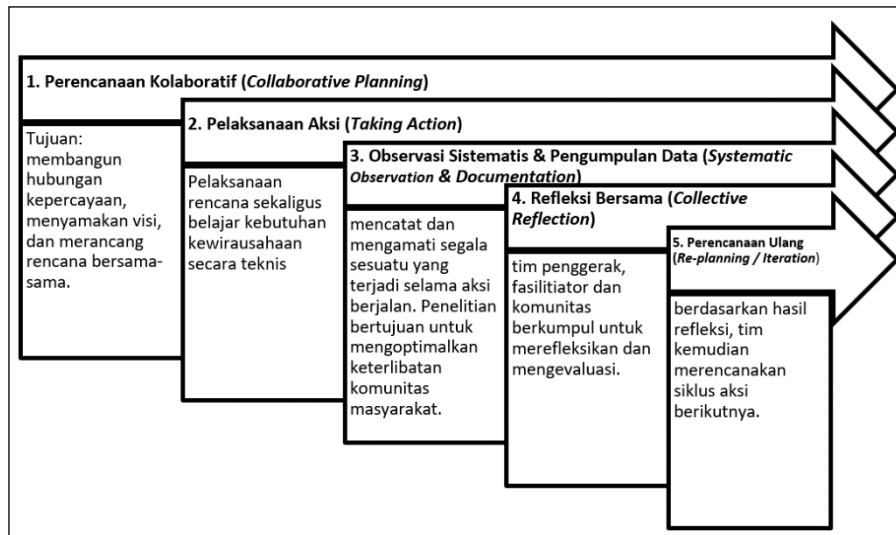 1. Perencanaan Kolaboratif (Collaborative Planning)
Tujuan:
membangun
hubungan
kepercayaan,
menyamakan visi,
dan merancang
rencana bersama-
sama.
2. Pelaksanaan Aksi (Taking Action)
Pelaksanaan
rencana sekaligus
belajar kebutuhan
kewirausahaan
secara teknis
3. Observasi Sistematis & Pengumpulan Data (Systematic
Observation & Documentation)
mencatat dan
mengamati segala
sesuatu yang
terjadi selama aksi
berjalan. Penelitian
bertujuan untuk
mengoptimalkan
keterlibatan
komunitas
masyarakat.
4. Refleksi Bersama (Collective
Reflection)
tim penggerak,
fasilitiator dan
komunitas
berkumpul untuk
merefleksikan dan
mengevaluasi.
5. Perencanaan Ulang
(Re-planning / Iteration)
berdasarkan hasil
refleksi, tim
kemudian
merencanakan
siklus aksi
berikutnya.